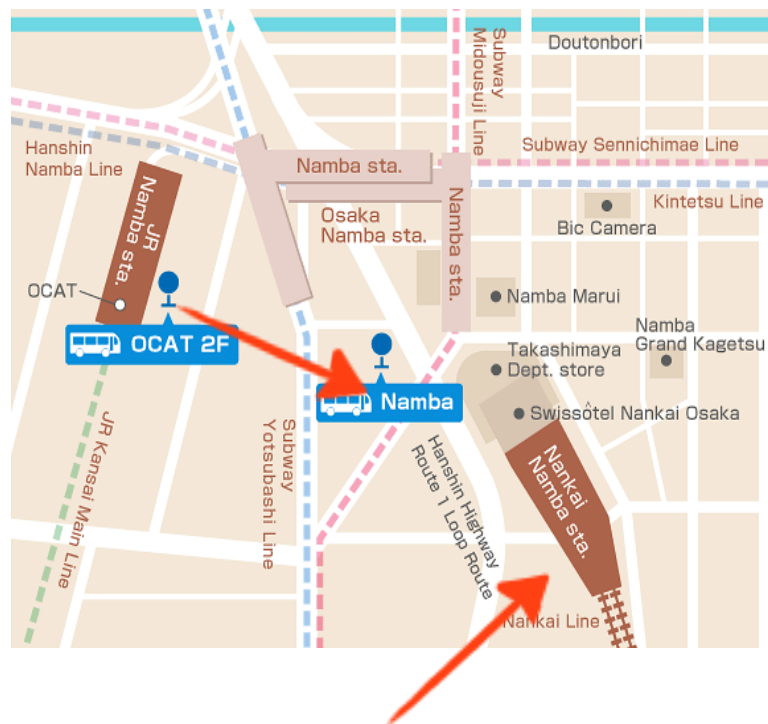 Doutonbori
Subway
Midousuji Line
Hanshin
Namba Line
Subway Sennichimae Line
Kintetsu Line
Namba sta.
Osaka
Namba sta.
Namba sta.
JR
Namba sta.
Bic Camera
OCAT
Namba Marui
OCAT 2F
Namba
Grand Kagetsu
Takashimaya
Dept. store
Namba
Swissôtel Nankai Osaka
JR Kansai Main Line
Subway
Yotsubashi Line
Hanshin Highway
Route 1 Loop Route
Nankai
Namba sta.
Nankai Line